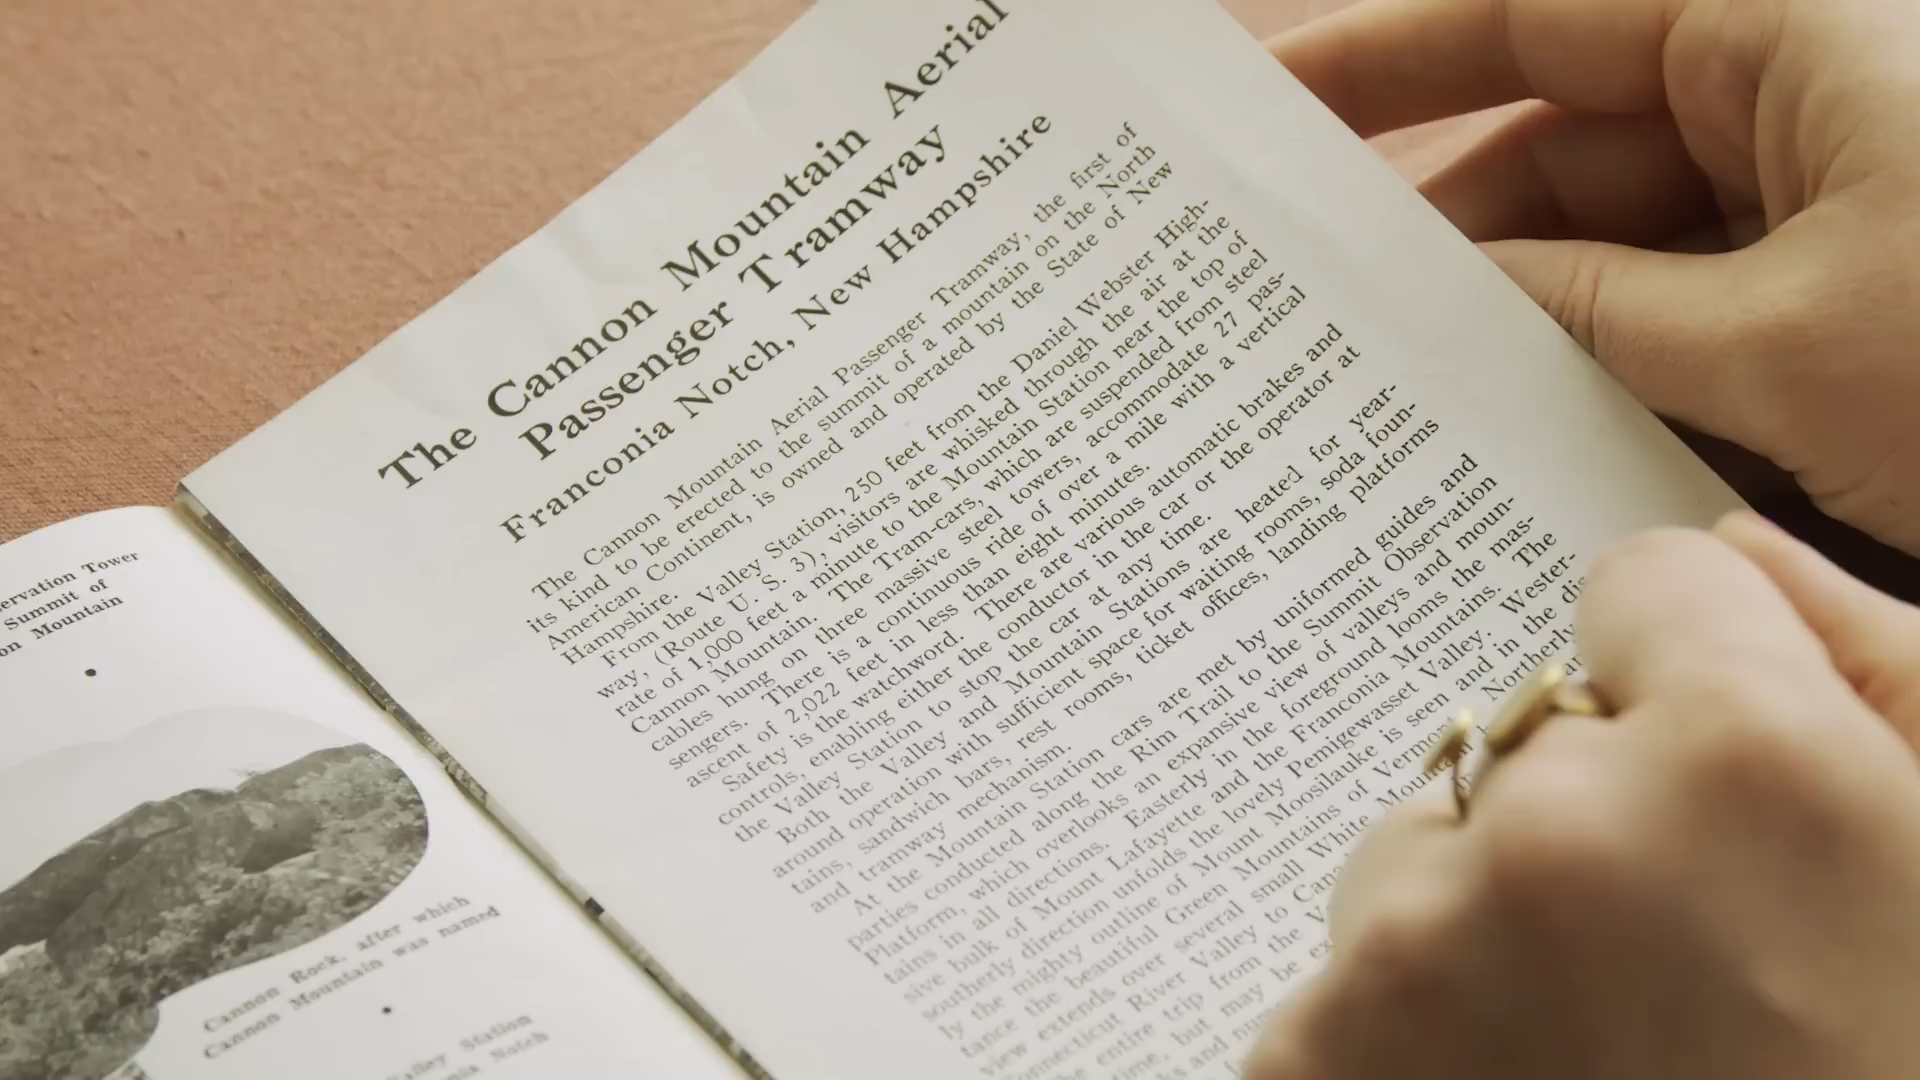 ervation Tower
Summit of
on Mountain
Cannon Rock, after which
Cannon Mountain was named
alley Station
onia Notch
The Cannon Mountain Aerial
Passenger Tramway
Franconia Notch, New Hampshire
The Cannon Mountain Aerial Passenger Tramway, the first of
its kind to be erected to the summit of a mountain on the North
American Continent, is owned and operated by the State of New
Hampshire.
From the Valley Station, 250 feet from the Daniel Webster High-
way, (Route U. S. 3), visitors are whisked through the air at the
rate of 1,000 feet a minute to the Mountain Station near the top of
Cannon Mountain. The Tram-cars, which are suspended from steel
cables hung on three massive steel towers, accommodate 27 pas-
sengers. There is a continuous ride of over a mile with a vertical
ascent of 2,022 feet in less than eight minutes.
Safety is the watchword. There are various automatic brakes and
controls, enabling either the conductor in the car or the operator at
the Valley Station to stop the car at any time.
Both the Valley and Mountain Stations are heated for year-
around operation with sufficient space for waiting rooms, soda foun-
tains, sandwich bars, rest rooms, ticket offices, landing platforms
and tramway mechanism.
At the Mountain Station cars are met by uniformed guides and
parties conducted along the Rim Trail to the Summit Observation
Platform, which overlooks an expansive view of valleys and moun-
tains in all directions. Easterly in the foreground looms the mas-
sive bulk of Mount Lafayette and the Franconia Mountains. The
southerly direction unfolds the lovely Pemigewasset Valley. Wester-
ly the mighty outline of Mount Moosilauke is seen and in the dis
tance the beautiful Green Mountains of Vermont. Northerly
view extends over several small White Mountain
onnecticut River Valley to Cana
e entire trip from the V
time, but may be ex
ks and